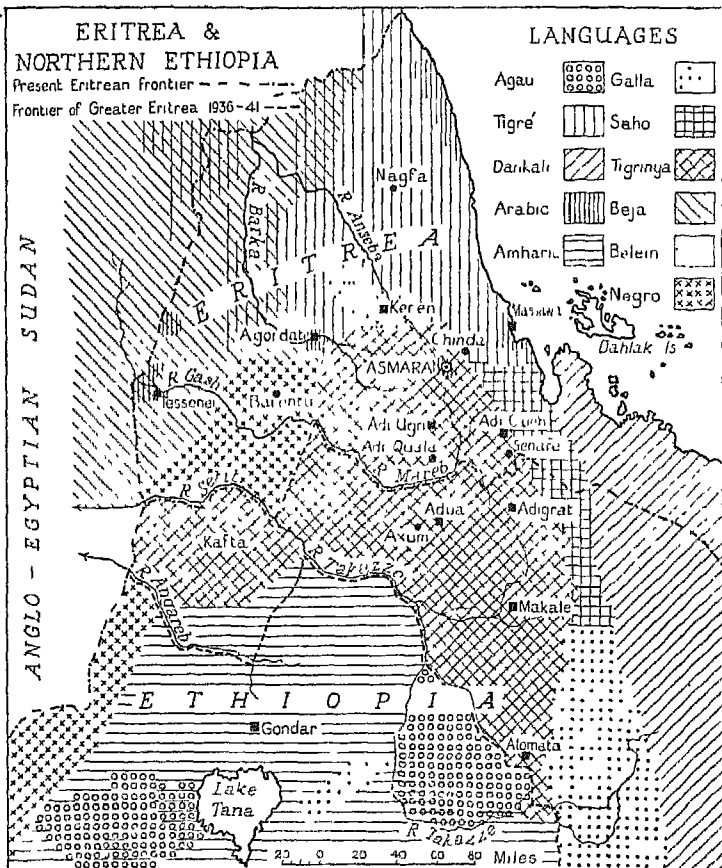 ERITREA &
NORTHERN ETHIOPIA
Present Eritrean Frontier
Frontier of Greater Eritrea 1936-41
LANGUAGES
Agau
Galla
Tigré
Saho
Dankali
Tigrinya
Arabic
Beja
Amharic
Belein
Negro
ANGLO-EGYPTIAN SUDAN
ERITREA
ETHIOPIA
Nagfa
R Anseba
R Barka
Keren
Massawa
Dahlak Is
Agordat
Ghinda
ASMARA
R Gash
Tessenei
Barentu
Adi Ugri
Adi Quala
Adi Caieh
Senafe
R Mareb
R Setit
Adua
Axum
Adigrat
Kafta
R Takazze
R Angareb
Makale
Gondar
Alomata
Lake
Tana
R Takazze
20 0 20 40 60 80
Miles